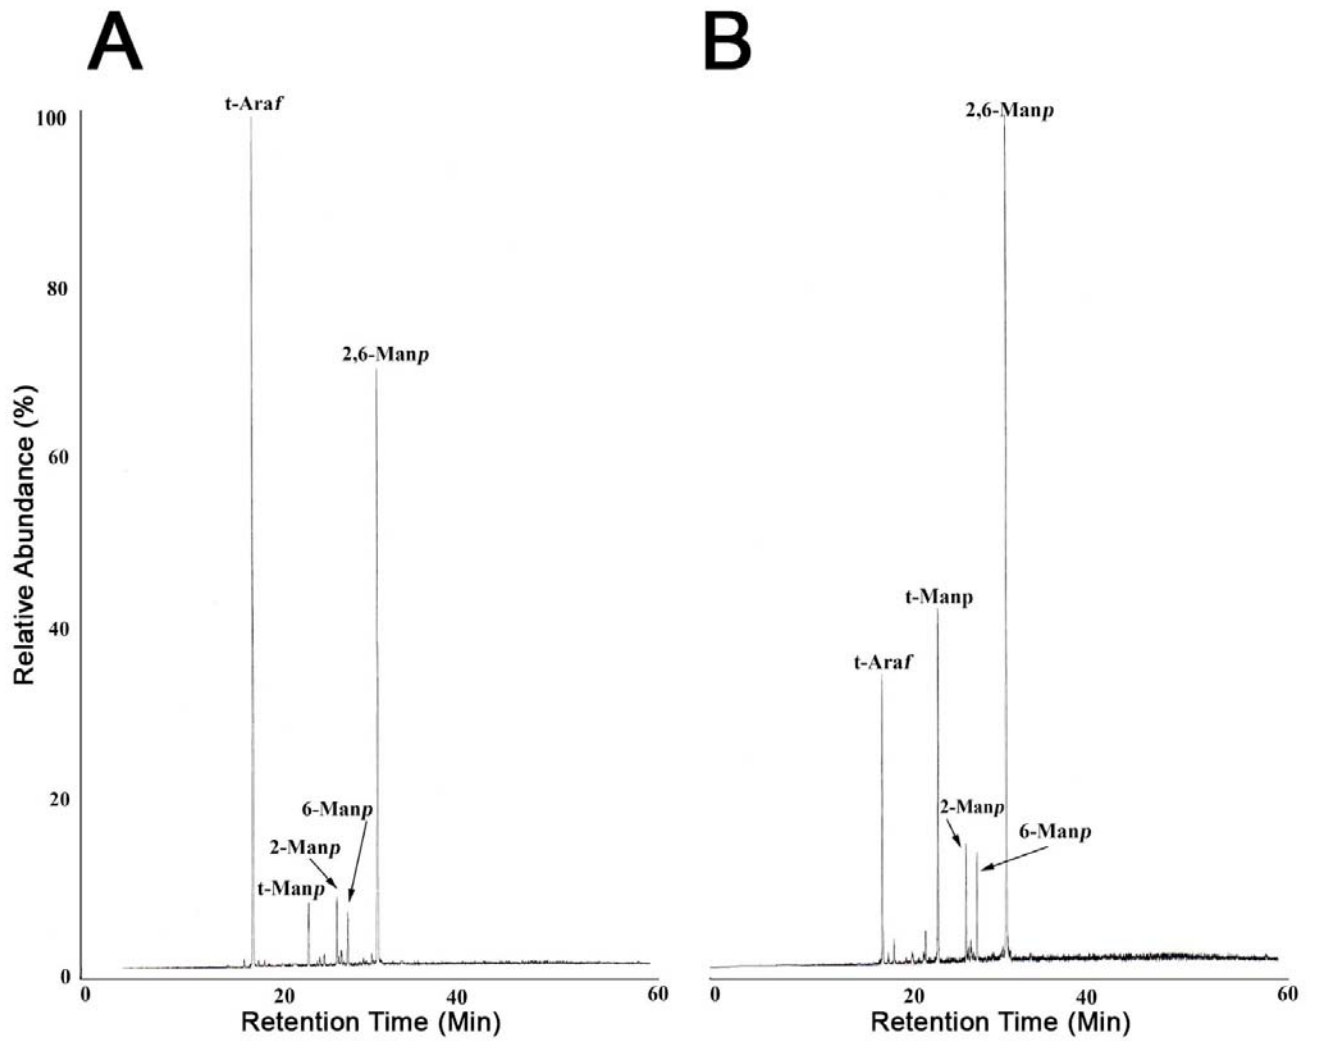 A
B
t-Araf
2,6-Manp
100
2,6-Manp
80
60
t-Manp
40
t-Araf
20
6-Manp
2-Manp
2-Manp
6-Manp
t-Manp
0
Relative Abundance (%)
0 20 40 60
0 20 40 60
Retention Time (Min)
Retention Time (Min)